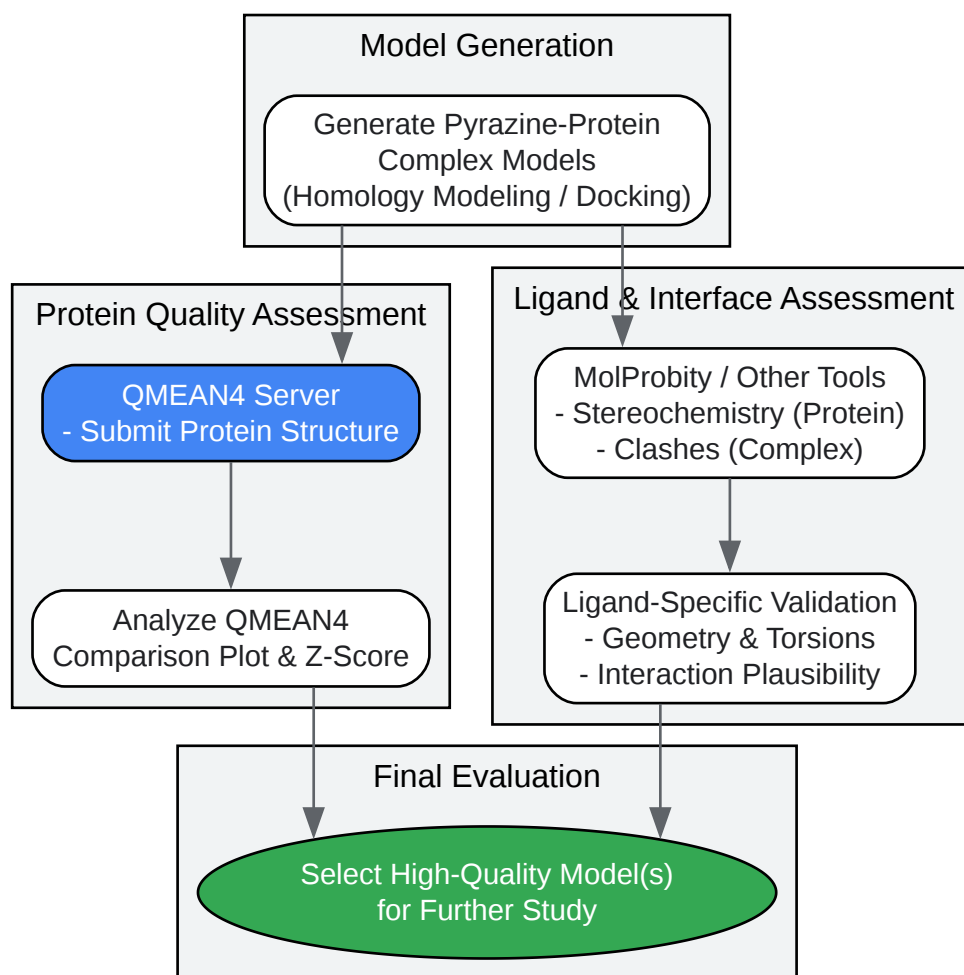 Model Generation
Generate Pyrazine-Protein
Complex Models
(Homology Modeling / Docking)
Protein Quality Assessment
QMEAN4 Server
- Submit Protein Structure
Analyze QMEAN4
Comparison Plot & Z-Score
Ligand & Interface Assessment
MolProbity / Other Tools
- Stereochemistry (Protein)
- Clashes (Complex)
Ligand-Specific Validation
- Geometry & Torsions
- Interaction Plausibility
Final Evaluation
Select High-Quality Model(s)
for Further Study